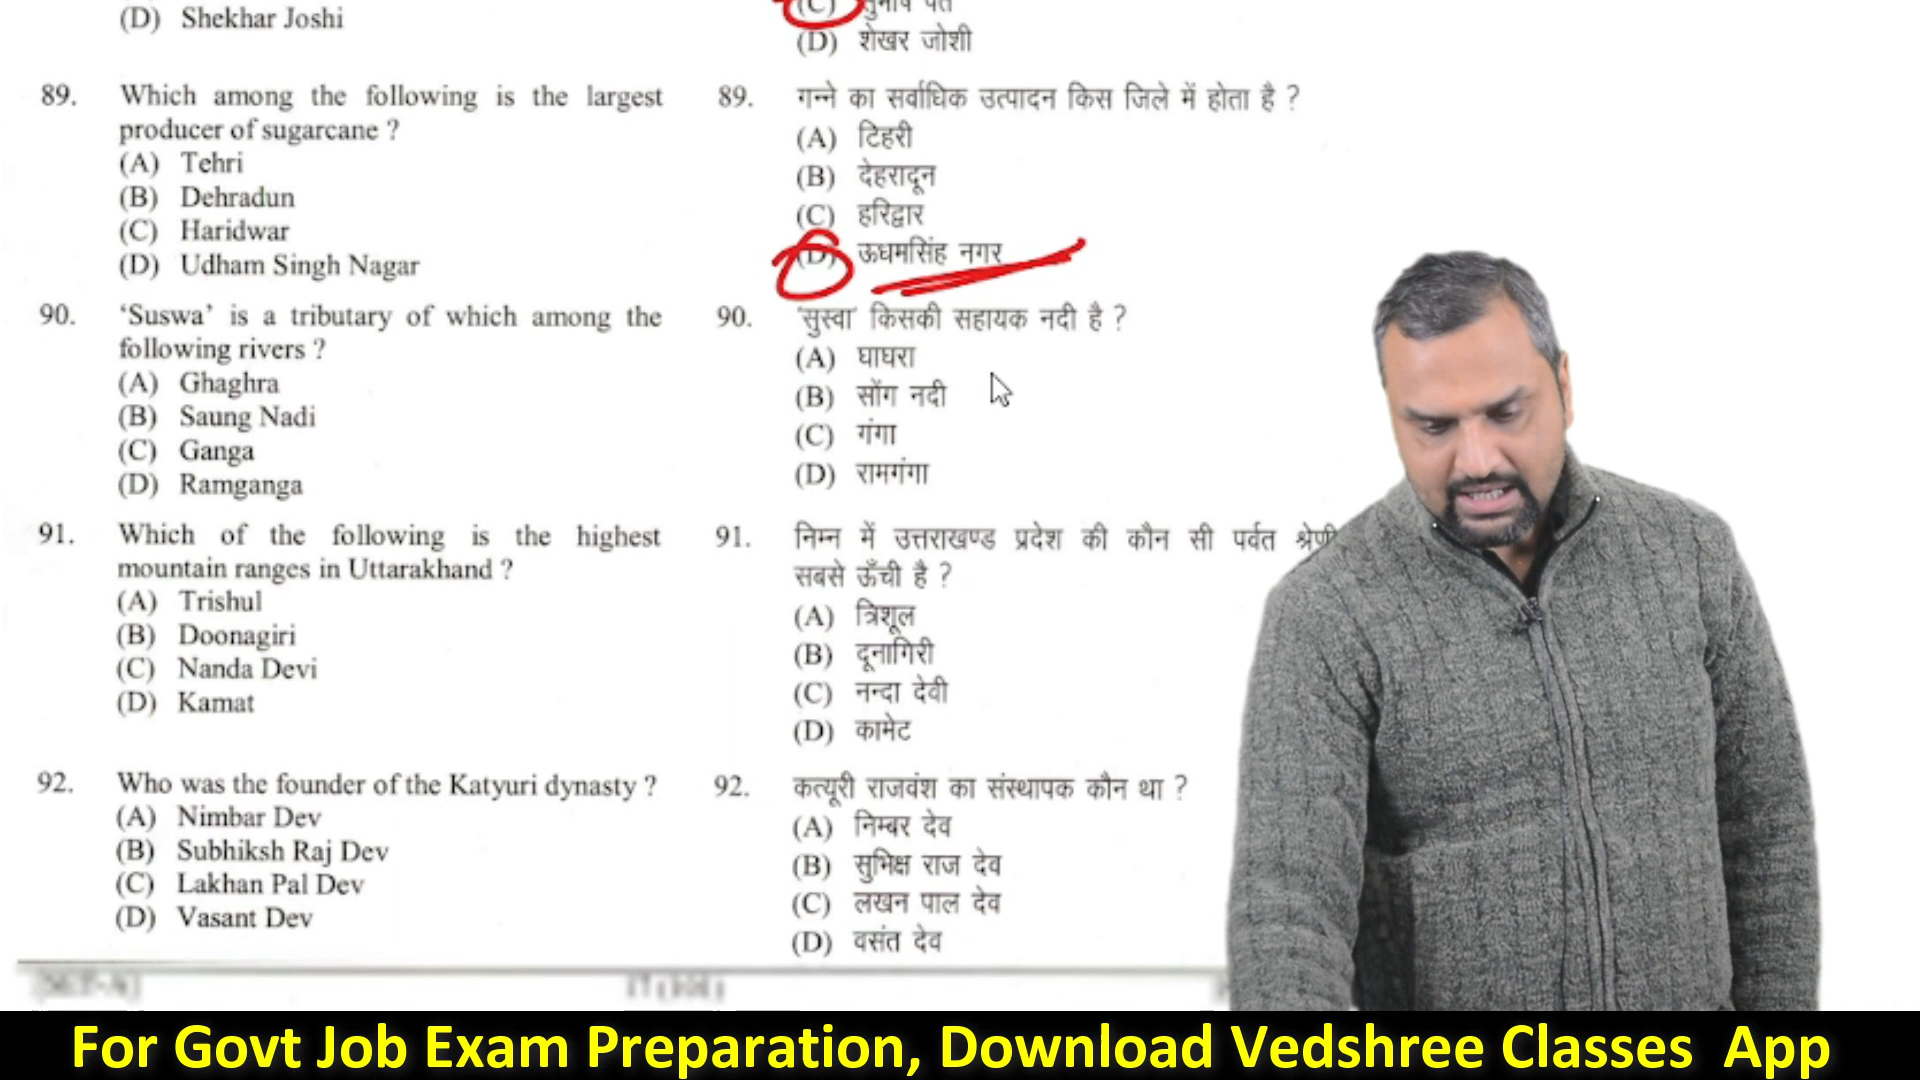 (D) Shekhar Joshi
89. Which among the following is the largest
producer of sugarcane ?
(A) Tehri
(B) Dehradun
(C) Haridwar
(D) Udham Singh Nagar
90. ‘Suswa’ is a tributary of which among the
following rivers ?
(A) Ghaghra
(B) Saung Nadi
(C) Ganga
(D) Ramganga
91. Which of the following is the highest
mountain ranges in Uttarakhand ?
(A) Trishul
(B) Doonagiri
(C) Nanda Devi
(D) Kamat
92. Who was the founder of the Katyuri dynasty ?
(A) Nimbar Dev
(B) Subhiksh Raj Dev
(C) Lakhan Pal Dev
(D) Vasant Dev
(C)
(D) शेखर जोशी
89. गन्ने का सर्वाधिक उत्पादन किस जिले में होता है ?
(A) टिहरी
(B) देहरादून
(C) हरिद्वार
(D) ऊधमसिंह नगर
90. ‘सुस्वा’ किसकी सहायक नदी है ?
(A) घाघरा
(B) सोंग नदी
(C) गंगा
(D) रामगंगा
91. निम्न में उत्तराखण्ड प्रदेश की कौन सी पर्वत श्रेणी
सबसे ऊँची है ?
(A) त्रिशूल
(B) दूनागिरी
(C) नन्दा देवी
(D) कामेट
92. कत्यूरी राजवंश का संस्थापक कौन था ?
(A) निम्बर देव
(B) सुभिक्ष राज देव
(C) लखन पाल देव
(D) वसंत देव
For Govt Job Exam Preparation, Download Vedshree Classes App